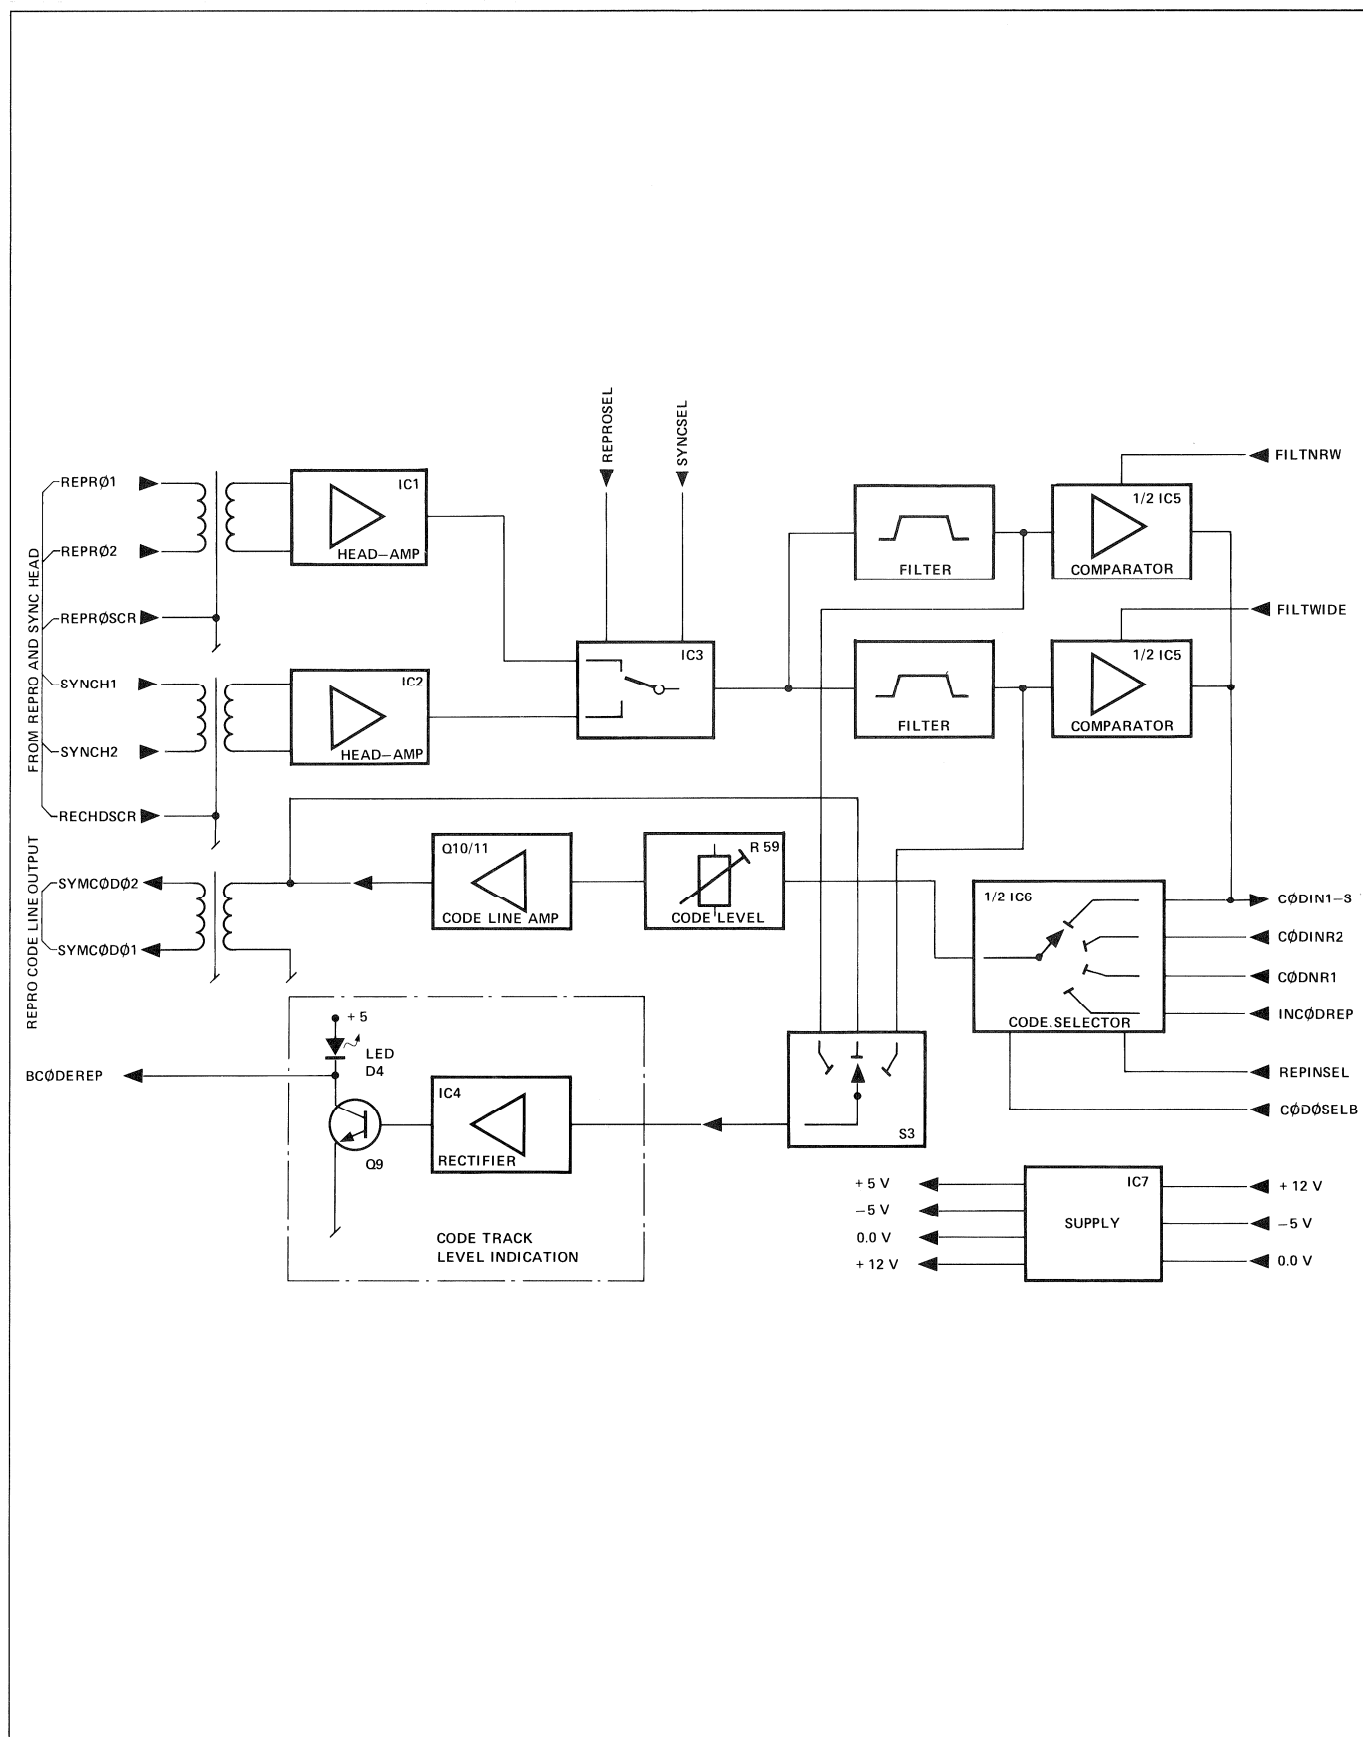 REPROSEL
SYNCSEL
FROM REPRO AND SYNC HEAD
REPRØ1
REPRØ2
REPRØSCR
SYNCH1
SYNCH2
RECHDSCR
IC1
HEAD–AMP
IC2
HEAD–AMP
IC3
FILTER
FILTER
1/2 IC5
COMPARATOR
1/2 IC5
COMPARATOR
FILTNRW
FILTWIDE
REPRO CODE LINE OUTPUT
SYMCØDØ2
SYMCØDØ1
Q10/11
CODE LINE AMP
R 59
CODE LEVEL
1/2 IC6
CODE.SELECTOR
CØDIN1–3
CØDINR2
CØDNR1
INCØDREP
REPINSEL
CØDØSELB
BCØDEREP
+ 5
LED
D4
Q9
IC4
RECTIFIER
CODE TRACK
LEVEL INDICATION
S3
+ 5 V
–5 V
0.0 V
+ 12 V
IC7
SUPPLY
+ 12 V
–5 V
0.0 V